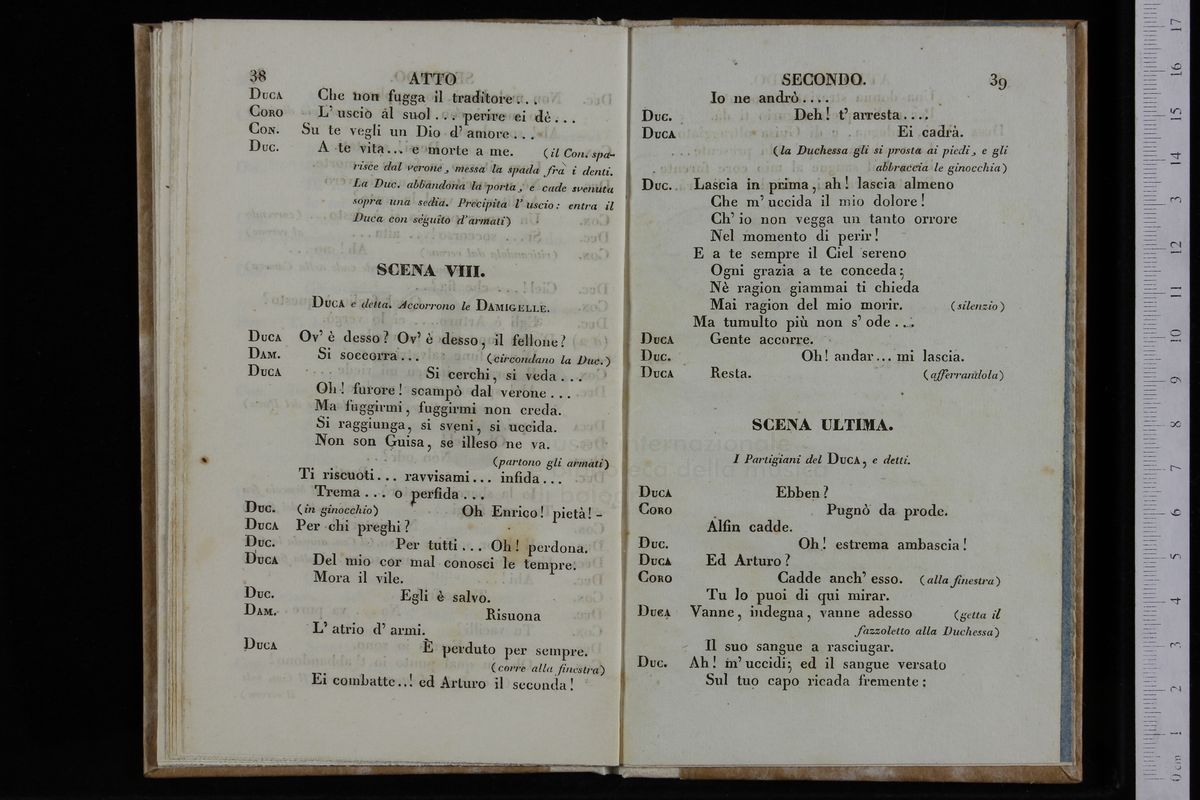 38 ATTO
DUCA Che non fugga il traditore...
CORO L' uscio al suol... perire ei dè...
CON. Su te vegli un Dio d' amore...
DUC. A te vita... e morte a me. (il Con. spa-
risce dal verone, messa la spada fra i denti.
La Duc. abbandona la porta, e cade svenuta
sopra una sedia. Precipita l' uscio: entra il
Duca con seguito d'armati)
SCENA VIII.
DUCA e detta. Accorrono le DAMIGELLE.
DUCA Ov' è desso? Ov' è desso, il fellone?
DAM. Si soccorra... (circondano la Duc.)
DUCA Si cerchi, si veda...
Oh! furore! scampò dal verone...
Ma fuggirmi, fuggirmi non creda.
Si raggiunga, si sveni, si uccida.
Non son Guisa, se illeso ne va.
(partono gli armati)
Ti riscuoti... ravvisami... infida...
Trema... o perfida...
DUC. (in ginocchio) Oh Enrico! pietà! -
DUCA Per chi preghi?
DUC. Per tutti... Oh! perdona.
DUCA Del mio cor mal conosci le tempre.
Mora il vile.
DUC. Egli è salvo.
DAM. Risuona
L' atrio d' armi.
DUCA È perduto per sempre.
(corre alla finestra)
Ei combatte..! ed Arturo il seconda!
SECONDO. 39
Io ne andrò....
DUC. Deh! t' arresta....
DUCA Ei cadrà.
(la Duchessa gli si prosta ai piedi, e gli
abbraccia le ginocchia)
DUC. Lascia in prima, ah! lascia almeno
Che m' uccida il mio dolore!
Ch' io non vegga un tanto orrore
Nel momento di perir!
E a te sempre il Ciel sereno
Ogni grazia a te conceda;
Nè ragion giammai ti chieda
Mai ragion del mio morir. (silenzio)
Ma tumulto più non s' ode...
DUCA Gente accorre.
DUC. Oh! andar... mi lascia.
DUCA Resta. (afferrandola)
SCENA ULTIMA.
I Partigiani del DUCA, e detti.
DUCA Ebben?
CORO Pugnò da prode.
Alfin cadde.
DUC. Oh! estrema ambascia!
DUCA Ed Arturo?
CORO Cadde anch' esso. (alla finestra)
Tu lo puoi di qui mirar.
DUCA Vanne, indegna, vanne adesso (getta il
fazzoletto alla Duchessa)
Il suo sangue a rasciugar.
DUC. Ah! m' uccidi; ed il sangue versato
Sul tuo capo ricada fremente: